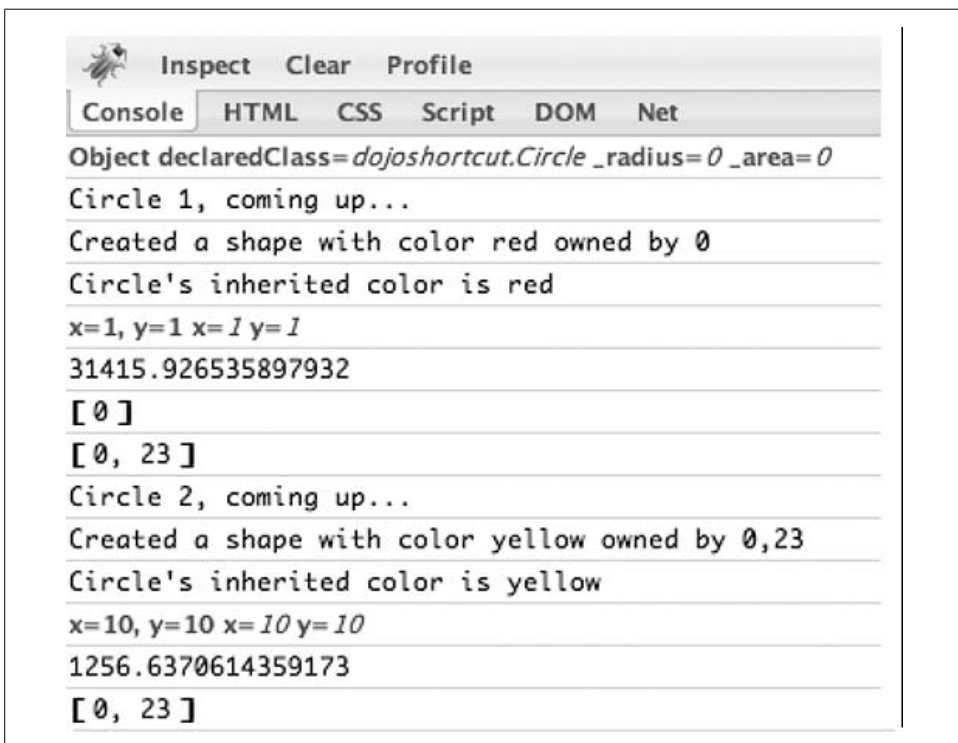 Inspect Clear Profile
Console HTML CSS Script DOM Net
Object declaredClass=dojoshortcut.Circle _radius=0 _area=0
Circle 1, coming up...
Created a shape with color red owned by 0
Circle's inherited color is red
x=1, y=1 x=1 y=1
31415.926535897932
[0]
[0, 23]
Circle 2, coming up...
Created a shape with color yellow owned by 0,23
Circle's inherited color is yellow
x=10, y=10 x=10 y=10
1256.6370614359173
[0, 23]